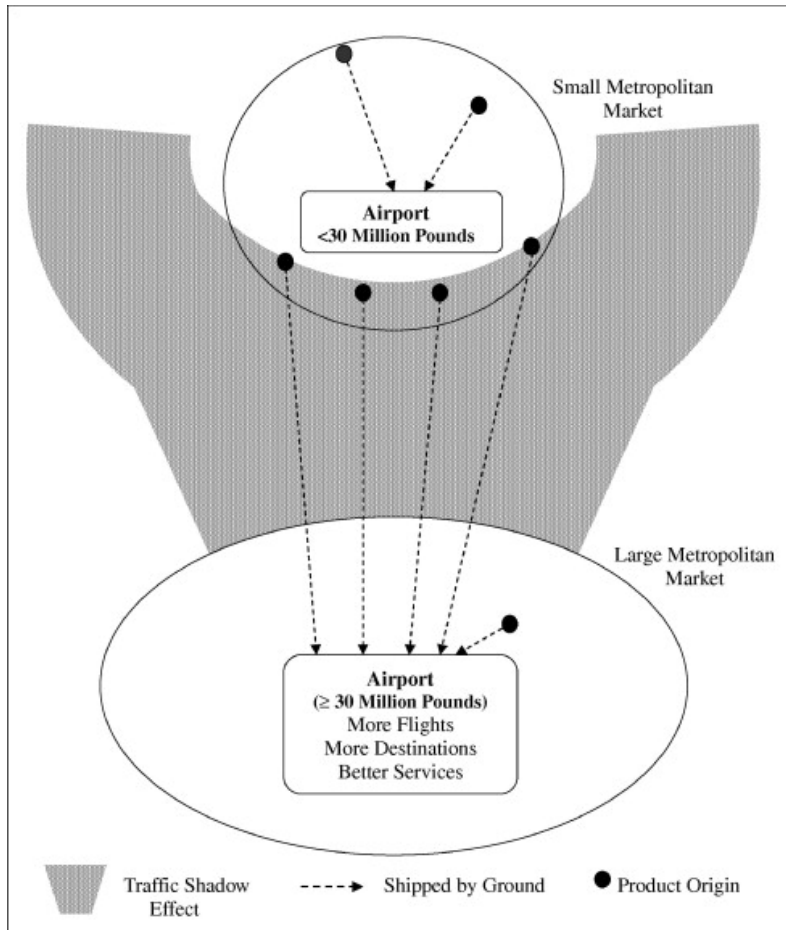 Small Metropolitan
Market
Airport
<30 Million Pounds
Large Metropolitan
Market
Airport
(≥ 30 Million Pounds)
More Flights
More Destinations
Better Services
Traffic Shadow
Effect
Shipped by Ground
Product Origin